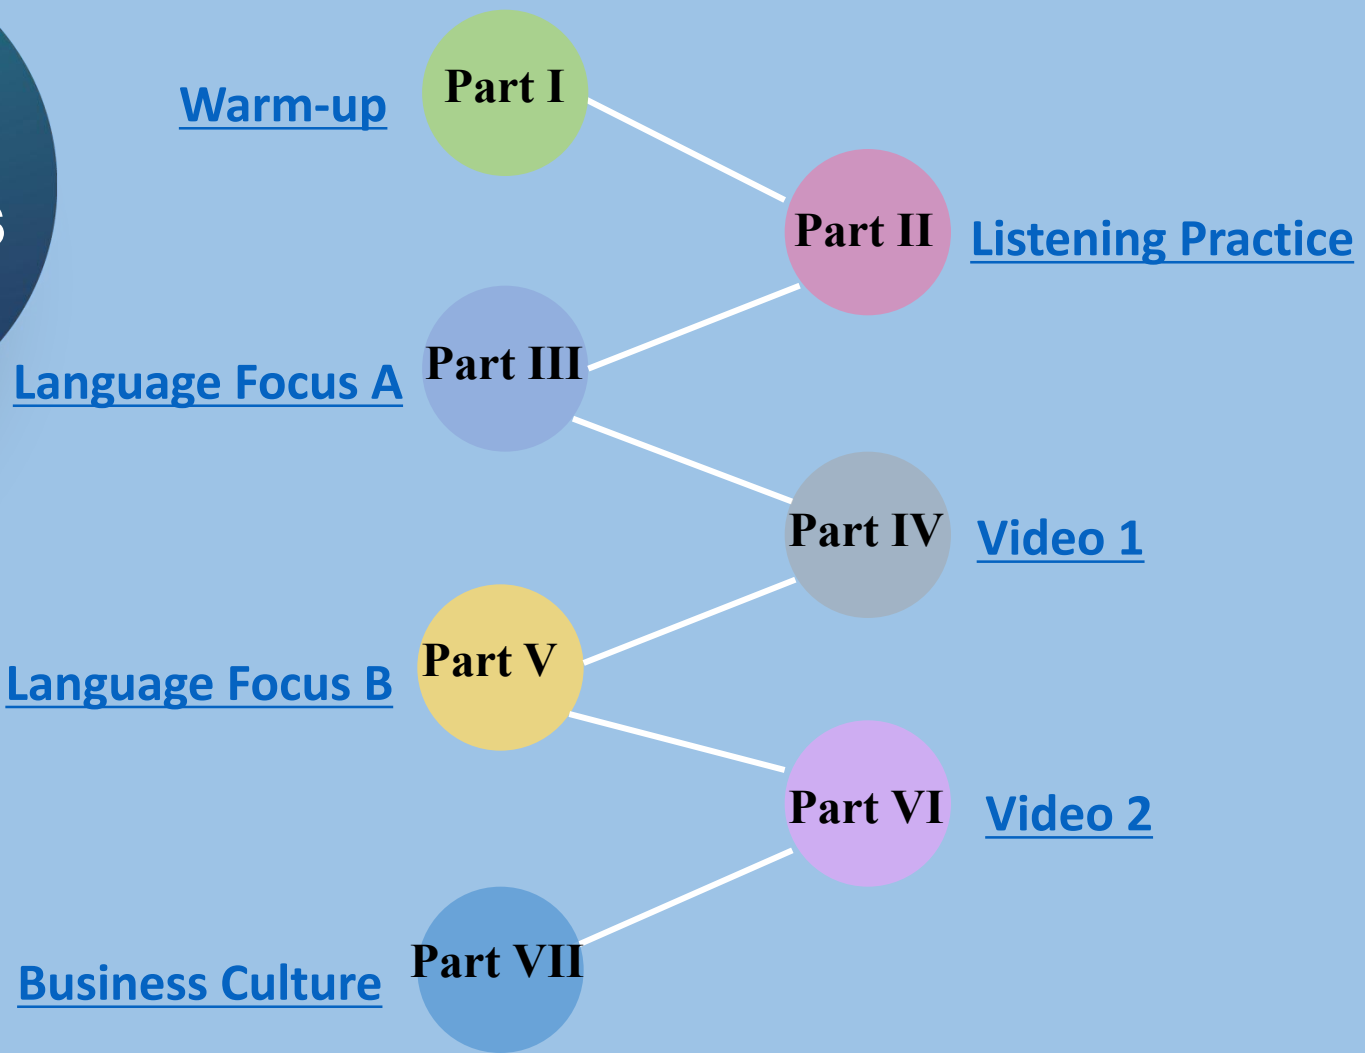 Part I
Warm-up
Part II
Listening Practice
Part III
Language Focus A
Part IV
Video 1
Part V
Language Focus B
Part VI
Video 2
Part VII
Business Culture